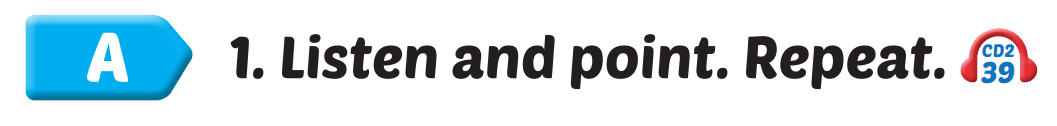 A 1. Listen and point. Repeat. CD2
39